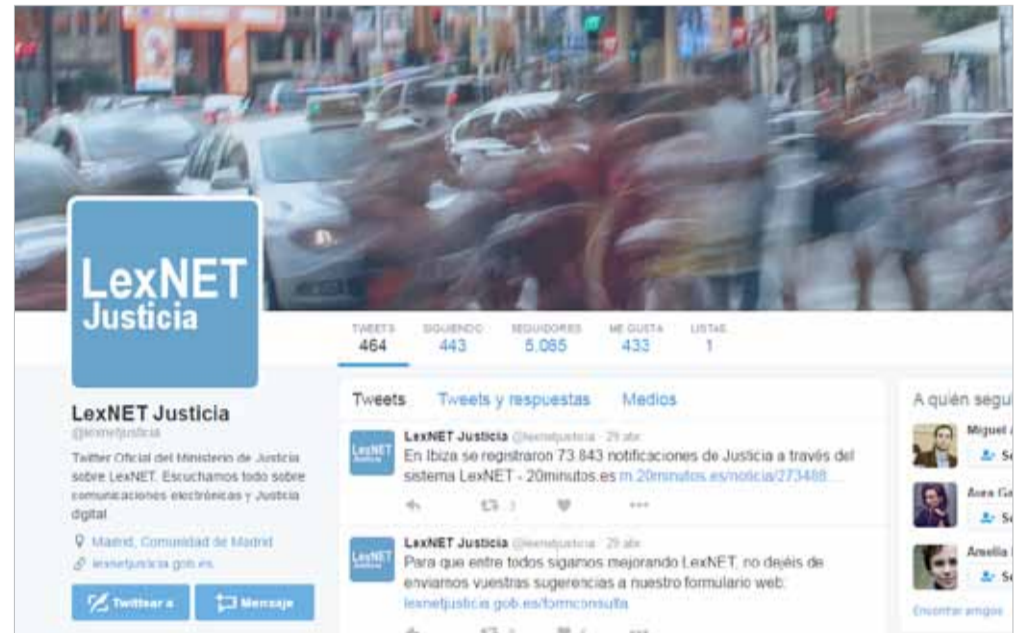 LexNET
Justicia
TWEETS SIGUIENDO SEGUIDORES ME GUSTA LISTAS
464 443 5.085 433 1
LexNET Justicia
@lexnetjusticia
Twitter Oficial del Ministerio de Justicia
sobre LexNET. Escuchamos todo sobre
comunicaciones electrónicas y Justicia
digital
Madrid, Comunidad de Madrid
lexnetjusticia.gob.es
Twittear a Mensaje
Tweets Tweets y respuestas Medios
LexNET Justicia @lexnetjusticia · 29 abr.
En Ibiza se registraron 73.843 notificaciones de Justicia a través del
sistema LexNET - 20minutos.es m.20minutos.es/noticia/273488...
3
LexNET Justicia @lexnetjusticia · 29 abr.
Para que entre todos sigamos mejorando LexNET, no dejéis de
enviarnos vuestras sugerencias a nuestro formulario web:
lexnetjusticia.gob.es/formconsulta
A quién segu
Miguel
Se
Se
Amelia
Se
Encontrar amigos